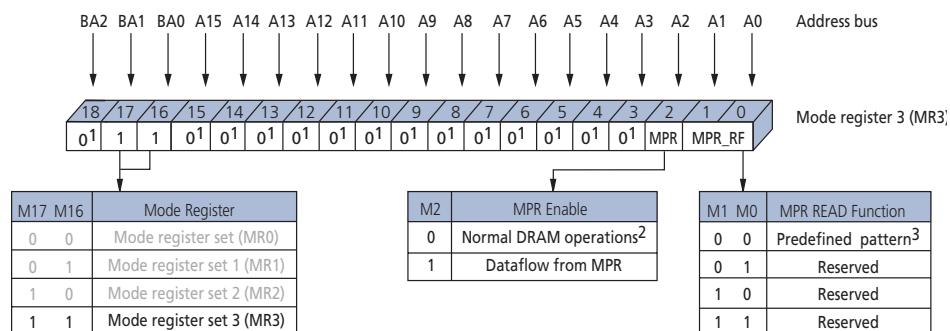 BA2 BA1 BA0 A15 A14 A13 A12 A11 A10 A9 A8 A7 A6 A5 A4 A3 A2 A1 A0 Address bus
18 17 16 15 14 13 12 11 10 9 8 7 6 5 4 3 2 1 0 Mode register 3 (MR3)
0¹ 1 1 0¹ 0¹ 0¹ 0¹ 0¹ 0¹ 0¹ 0¹ 0¹ 0¹ 0¹ 0¹ 0¹ MPR MPR_RF
M17 M16 Mode Register
0 0 Mode register set (MR0)
0 1 Mode register set 1 (MR1)
1 0 Mode register set 2 (MR2)
1 1 Mode register set 3 (MR3)
M2 MPR Enable
0 Normal DRAM operations²
1 Dataflow from MPR
M1 M0 MPR READ Function
0 0 Predefined pattern³
0 1 Reserved
1 0 Reserved
1 1 Reserved